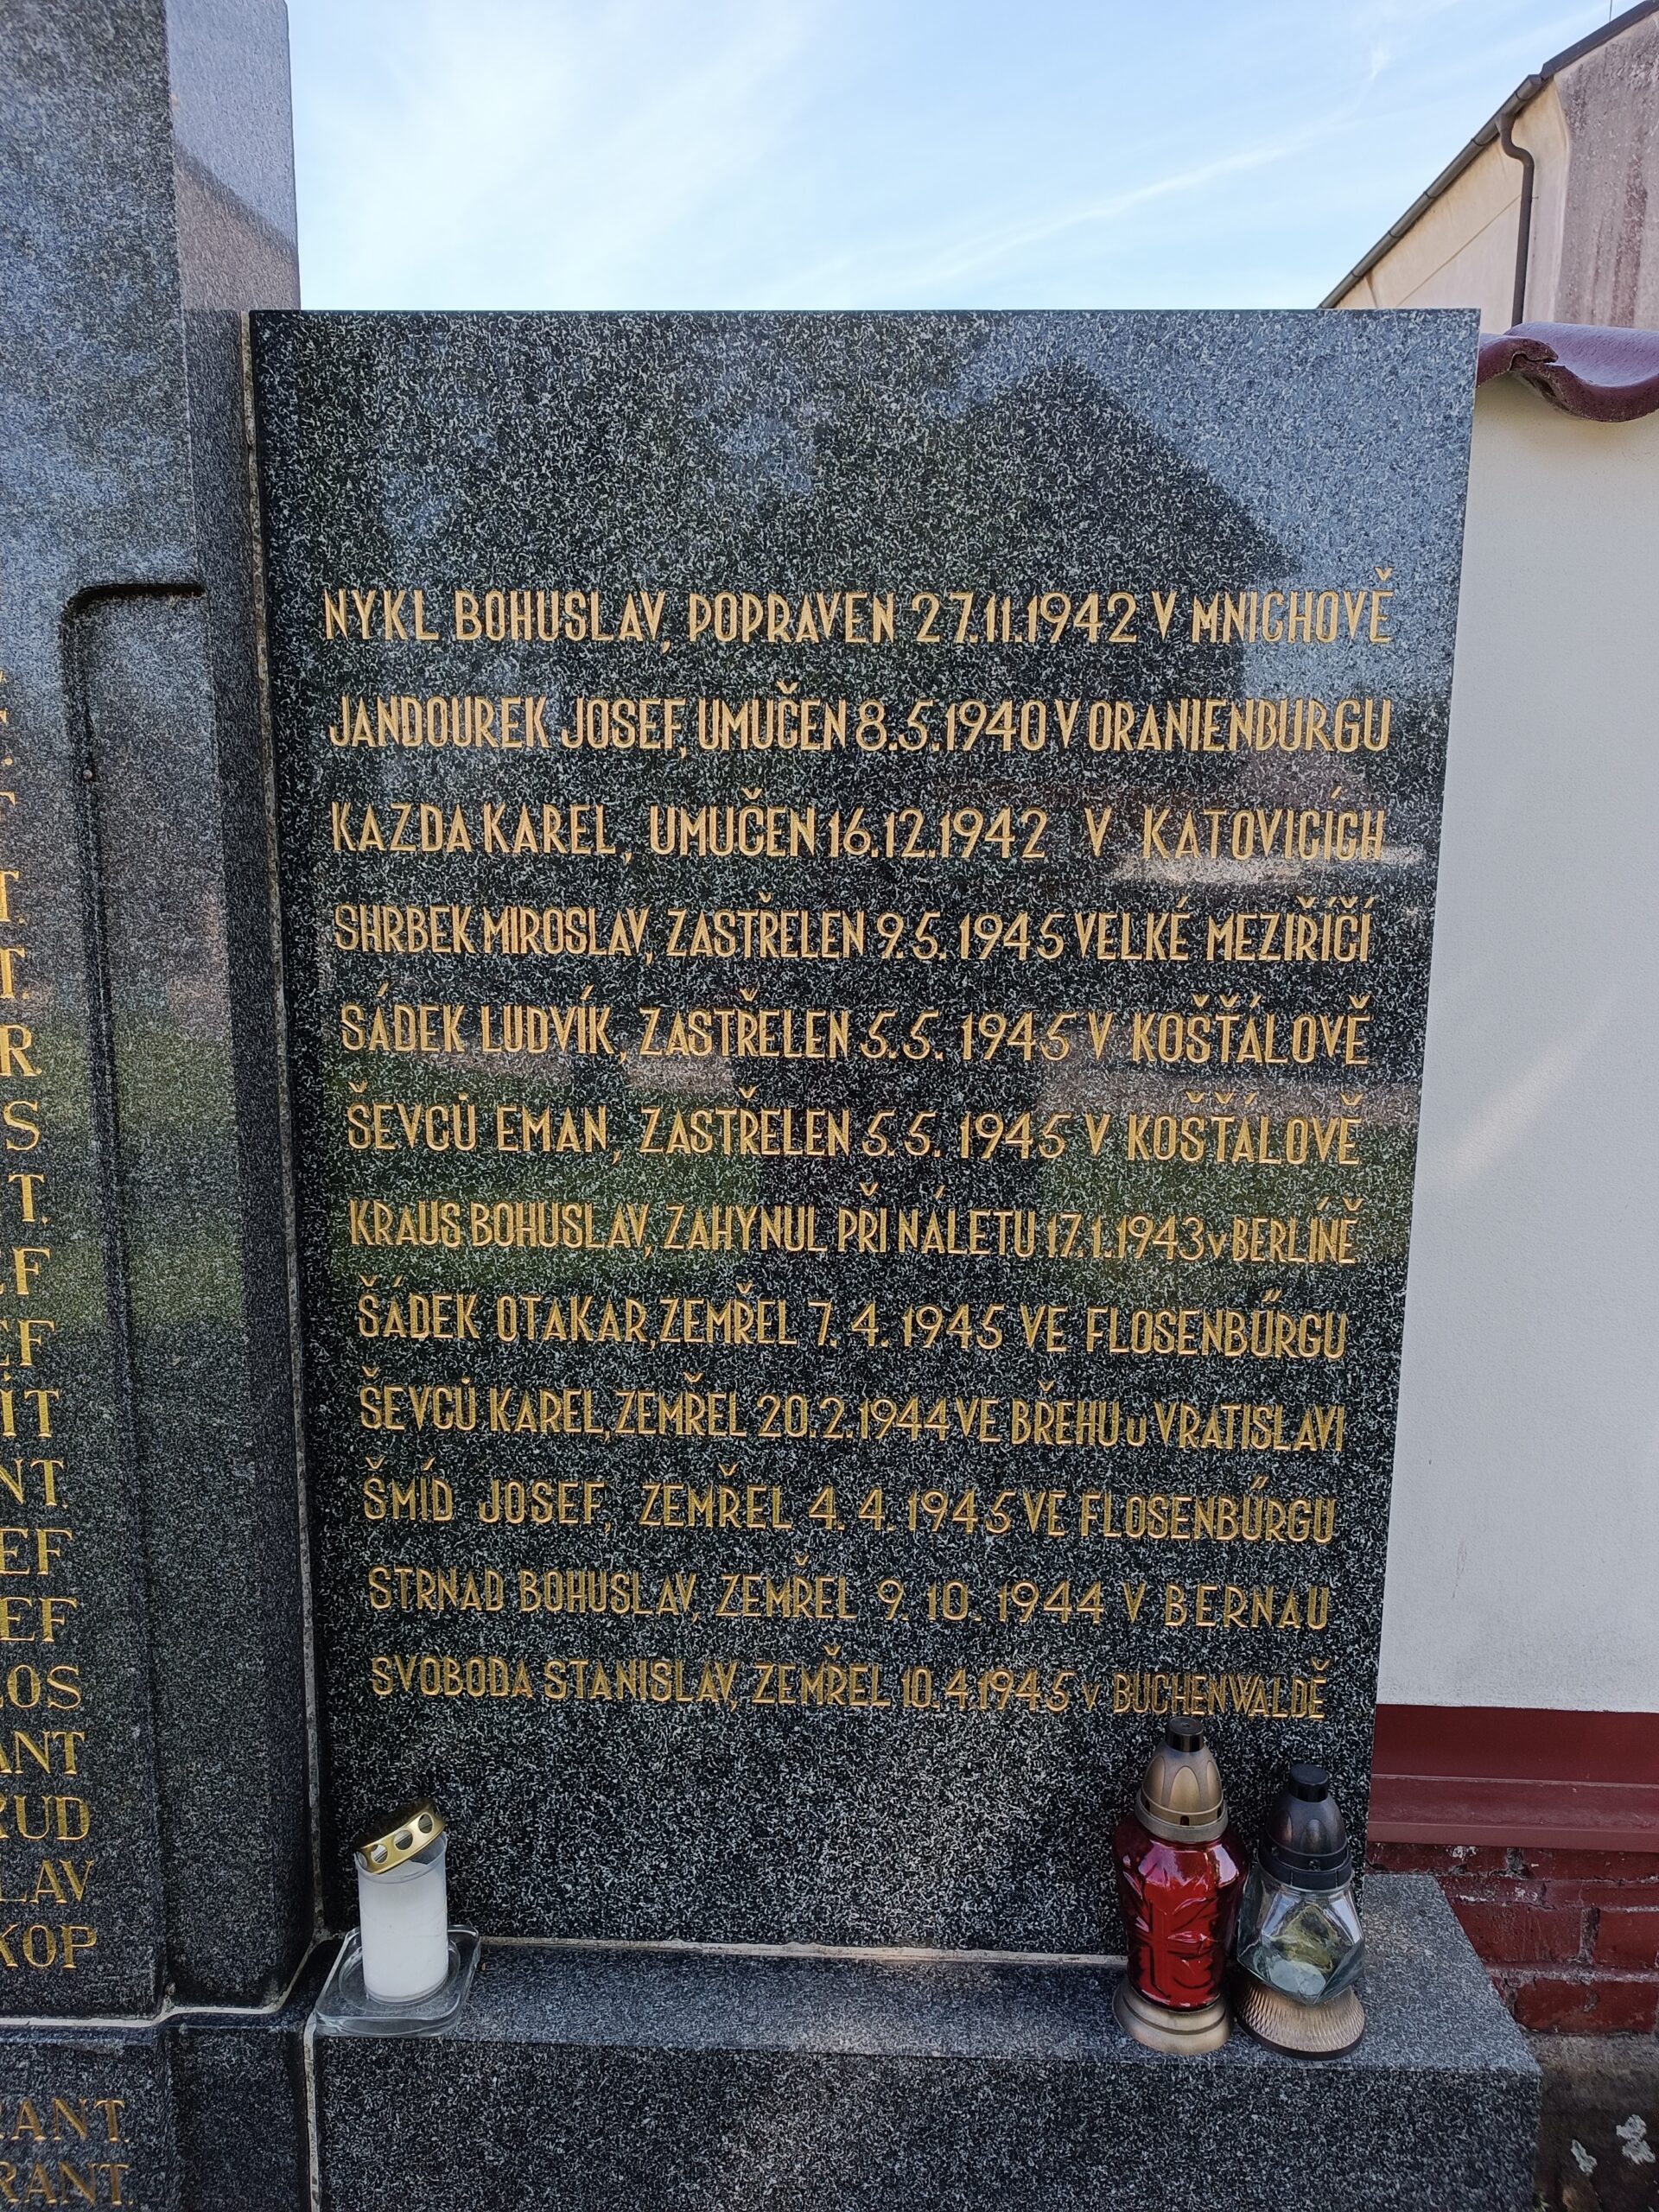 NYKL BOHUSLAV, POPRAVEN 27.11.1942 V MNICHOVĚ
JANDOUREK JOSEF, UMUČEN 8.5.1940 V ORANIENBURGU
KAZDA KAREL, UMUČEN 16.12.1942 V KATOVICÍCH
SHRBEK MIROSLAV, ZASTŘELEN 9.5.1945 VELKÉ MEZIŘÍČÍ
SÁDEK LUDVÍK, ZASTŘELEN 5.5.1945 V KOŠŤÁLOVĚ
ŠEVCŮ EMAN, ZASTŘELEN 5.5.1945 V KOŠŤÁLOVĚ
KRAUS BOHUSLAV, ZAHYNUL PŘI NÁLETU 17.1.1943 v BERLÍNĚ
ŠÁDEK OTAKAR, ZEMŘEL 7.4.1945 VE FLOSENBŰRGU
ŠEVCŮ KAREL, ZEMŘEL 20.2.1944 VE BŘEHU u VRATISLAVI
ŠMÍD JOSEF, ZEMŘEL 4.4.1945 VE FLOSENBŰRGU
STRNAD BOHUSLAV, ZEMŘEL 9.10.1944 V BERNAU
SVOBODA STANISLAV, ZEMŘEL 10.4.1945 v BUCHENWALDĚ